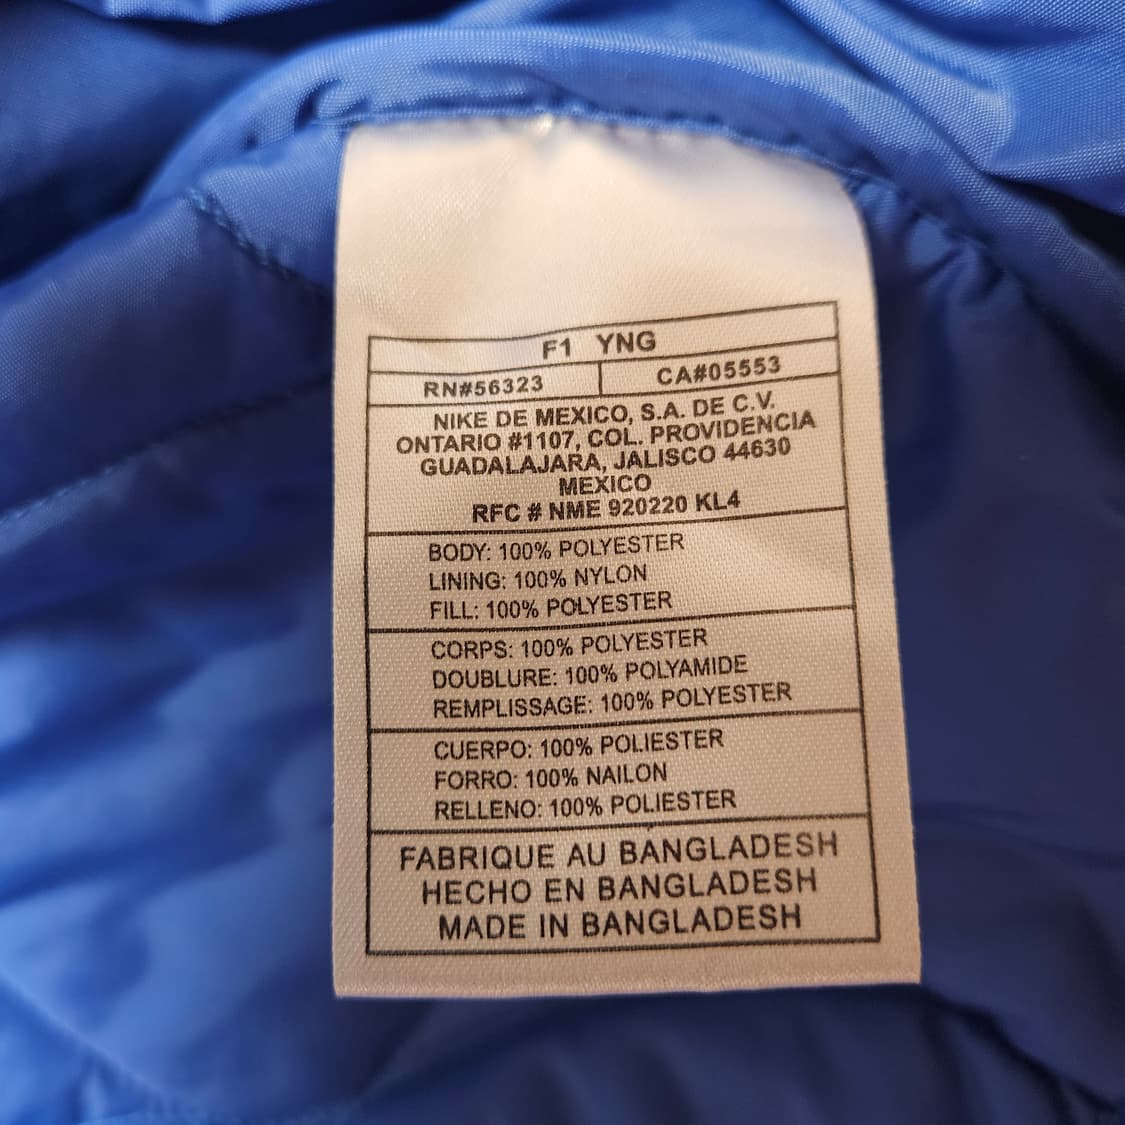 F1 YNG
RN#56323 CA#05553
NIKE DE MEXICO, S.A. DE C.V.
ONTARIO #1107, COL. PROVIDENCIA
GUADALAJARA, JALISCO 44630
MEXICO
RFC # NME 920220 KL4
BODY: 100% POLYESTER
LINING: 100% NYLON
FILL: 100% POLYESTER
CORPS: 100% POLYESTER
DOUBLURE: 100% POLYAMIDE
REMPLISSAGE: 100% POLYESTER
CUERPO: 100% POLIESTER
FORRO: 100% NAILON
RELLENO: 100% POLIESTER
FABRIQUE AU BANGLADESH
HECHO EN BANGLADESH
MADE IN BANGLADESH